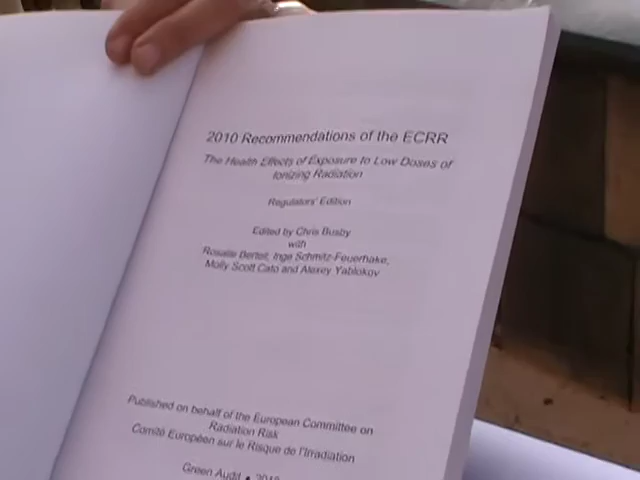 2010 Recommendations of the ECRR
The Health Effects of Exposure to Low Doses of
Ionizing Radiation
Regulators' Edition
Edited by Chris Busby
with
Rosalie Bertell, Inge Schmitz-Feuerhake,
Molly Scott Cato and Alexey Yablokov
Published on behalf of the European Committee on
Radiation Risk
Comité Européen sur le Risque de l'Irradiation
Green Audit • 2010